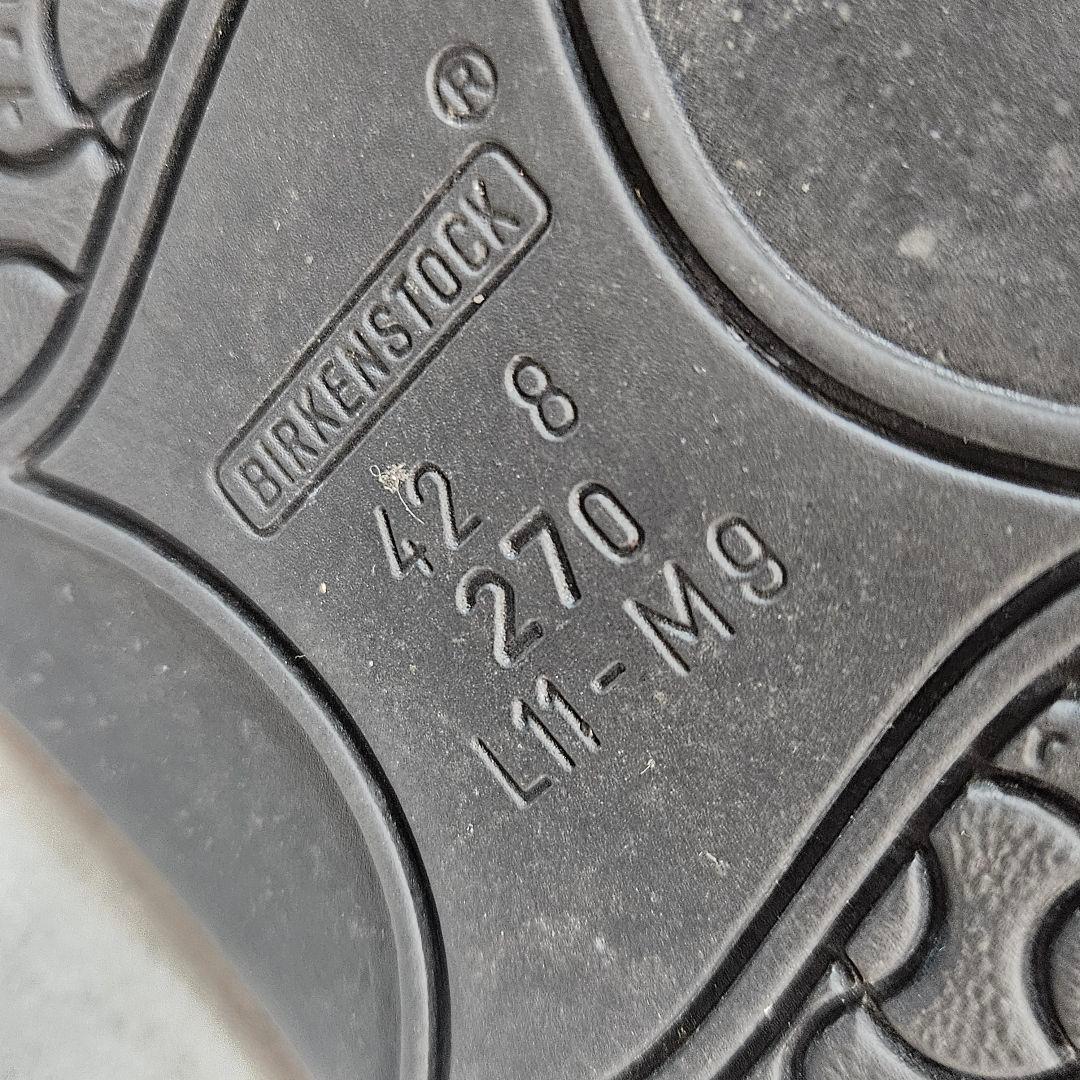 ®
BIRKENSTOCK
42 8
270
L11-M9